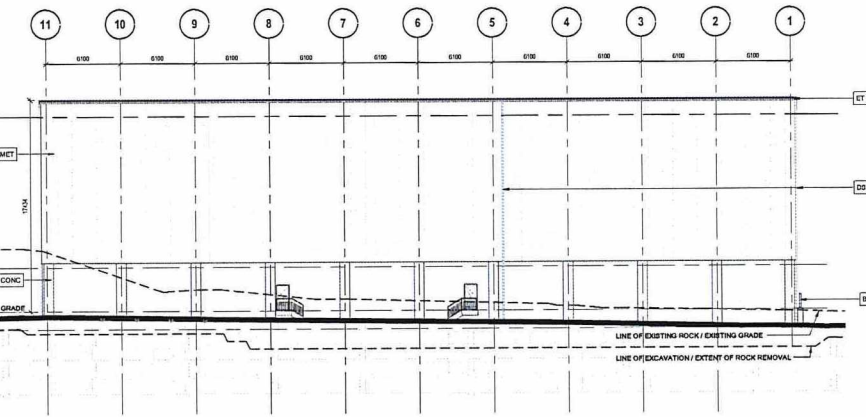 11 10 9 8 7 6 5 4 3 2 1
6100 6100 6100 6100 6100 6100 6100 6100 6100 6100
ET
MET
DS
17434
CONC
GRADE
LINE OF EXISTING ROCK / EXISTING GRADE
LINE OF EXCAVATION / EXTENT OF ROCK REMOVAL